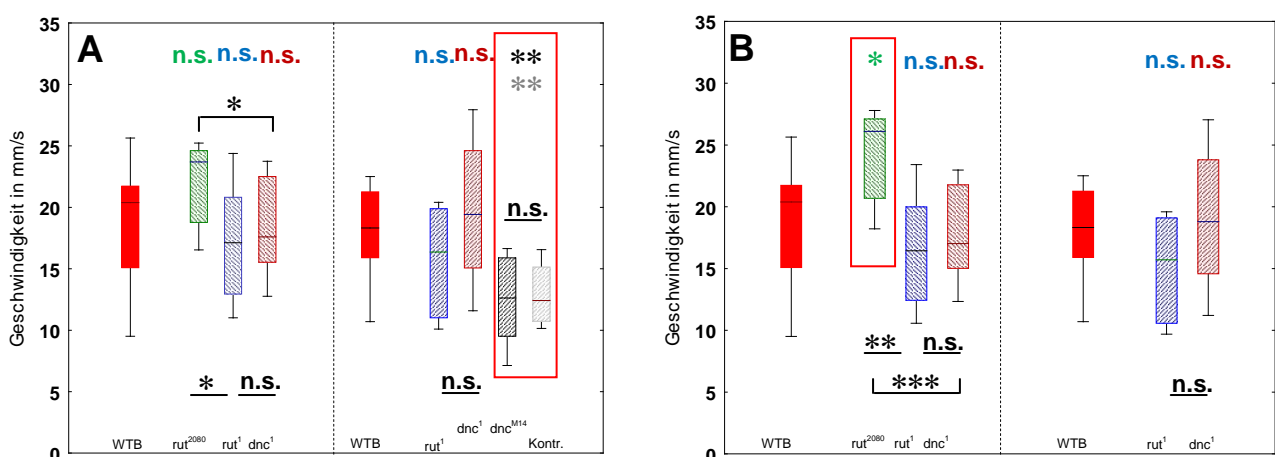 A
Geschwindigkeit in mm/s
35
30
25
20
15
10
5
0
n.s. n.s. n.s.
*
* n.s.
WTB rut2080 rut1 dnc1
n.s. n.s. **
**
n.s.
n.s.
WTB rut1 dnc1 dncM14 Kontr.
B
Geschwindigkeit in mm/s
35
30
25
20
15
10
5
0
* n.s. n.s.
** n.s.
***
WTB rut2080 rut1 dnc1
n.s. n.s.
n.s.
WTB rut1 dnc1